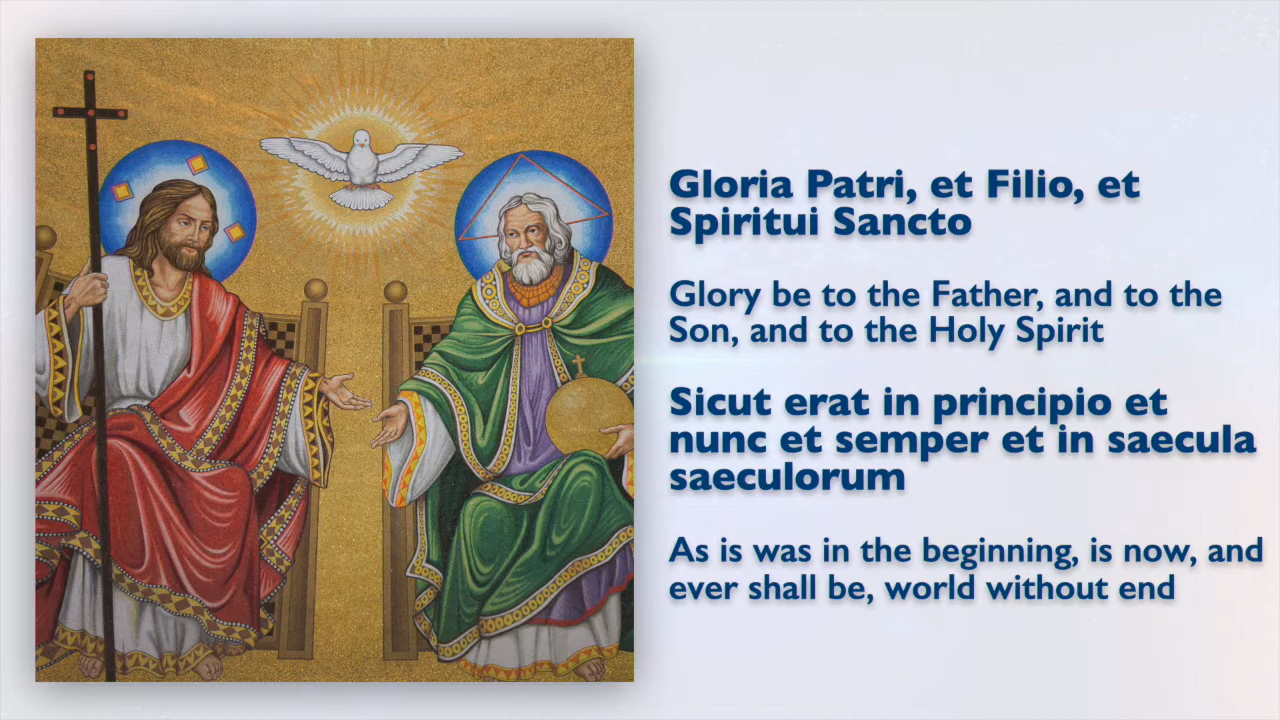 Gloria Patri, et Filio, et
Spiritui Sancto
Glory be to the Father, and to the
Son, and to the Holy Spirit
Sicut erat in principio et
nunc et semper et in saecula
saeculorum
As is was in the beginning, is now, and
ever shall be, world without end